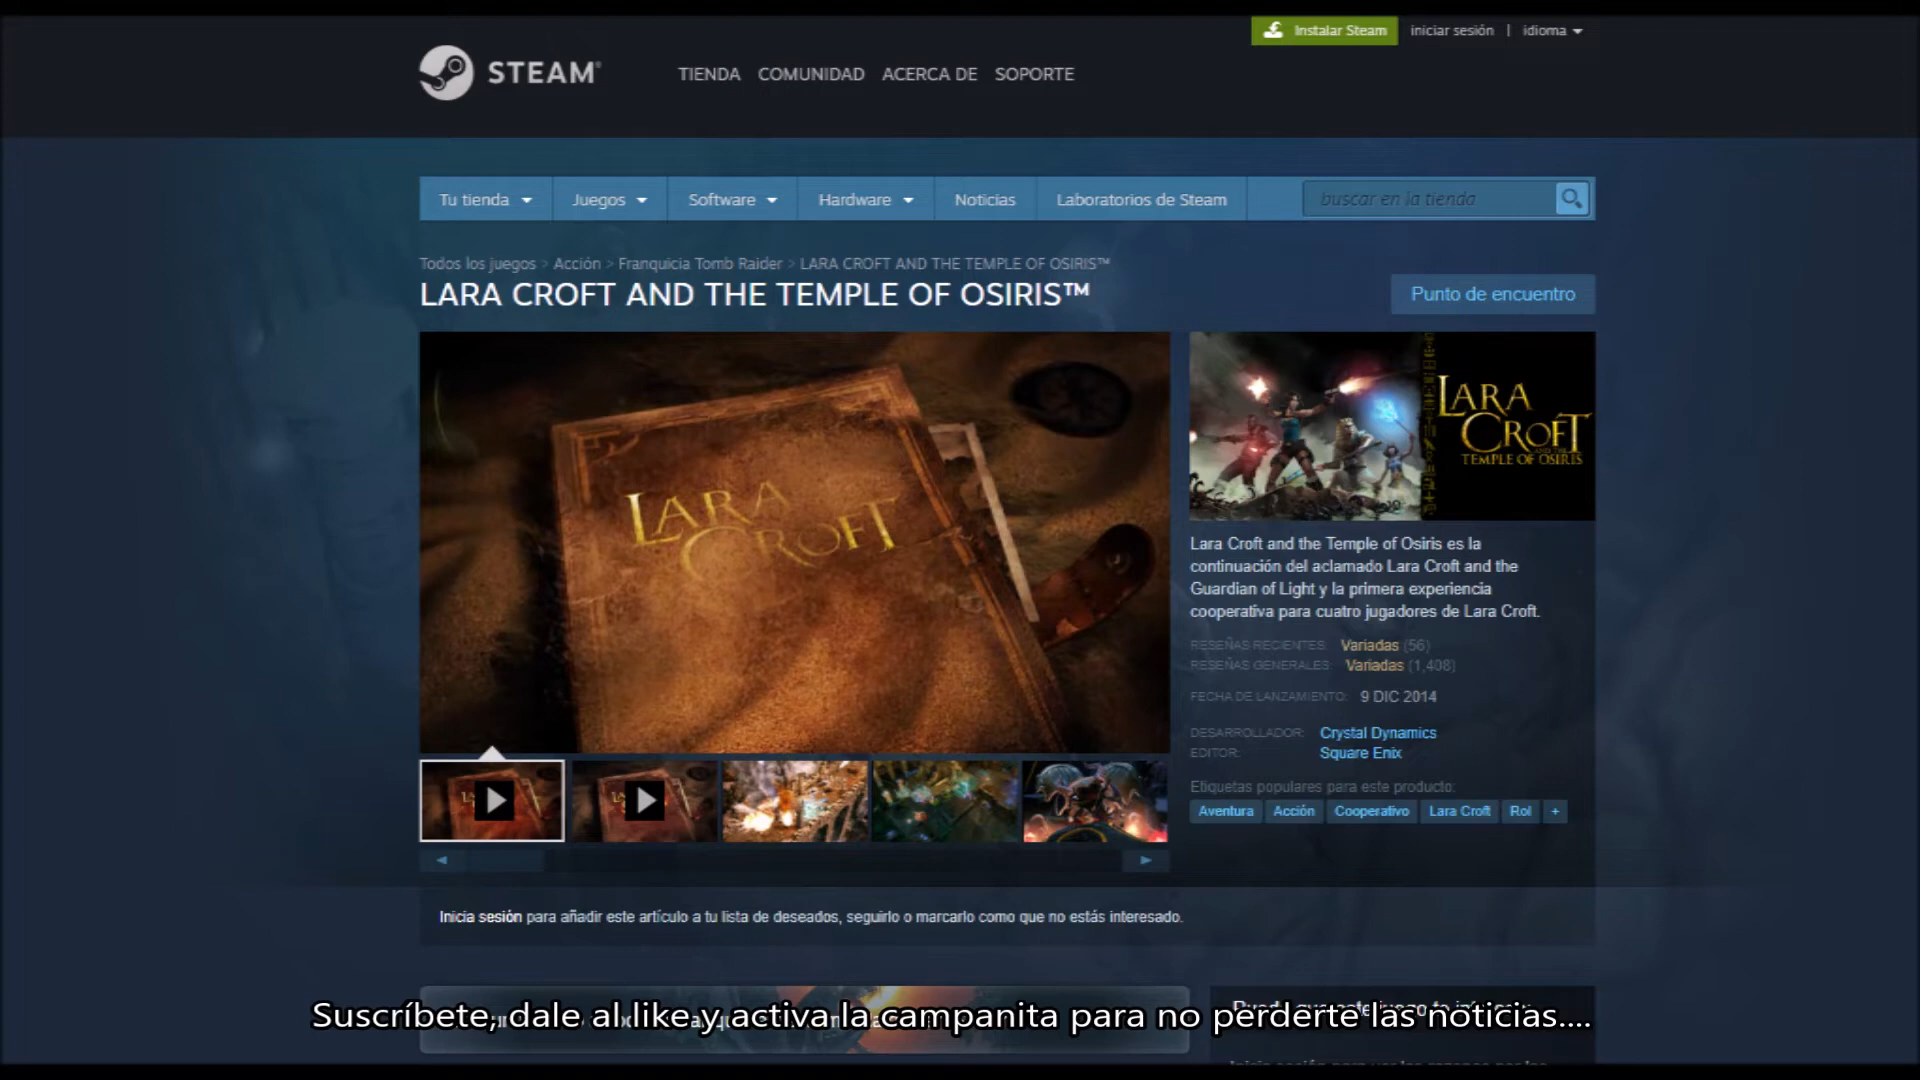 Instalar Steam
iniciar sesión | idioma
STEAM®
TIENDA COMUNIDAD ACERCA DE SOPORTE
Tu tienda Juegos Software Hardware Noticias Laboratorios de Steam buscar en la tienda
Todos los juegos > Acción > Franquicia Tomb Raider > LARA CROFT AND THE TEMPLE OF OSIRIS™
LARA CROFT AND THE TEMPLE OF OSIRIS™
Punto de encuentro
LARA
CROFT
LARA
CROFT
AND THE
TEMPLE OF OSIRIS
Lara Croft and the Temple of Osiris es la
continuación del aclamado Lara Croft and the
Guardian of Light y la primera experiencia
cooperativa para cuatro jugadores de Lara Croft.
RESEÑAS RECIENTES: Variadas (56)
RESEÑAS GENERALES: Variadas (1,408)
FECHA DE LANZAMIENTO: 9 DIC 2014
DESARROLLADOR: Crystal Dynamics
EDITOR: Square Enix
Etiquetas populares para este producto:
Aventura Acción Cooperativo Lara Croft Rol +
Inicia sesión para añadir este artículo a tu lista de deseados, seguirlo o marcarlo como que no estás interesado.
Suscríbete, dale al like y activa la campanita para no perderte las noticias....